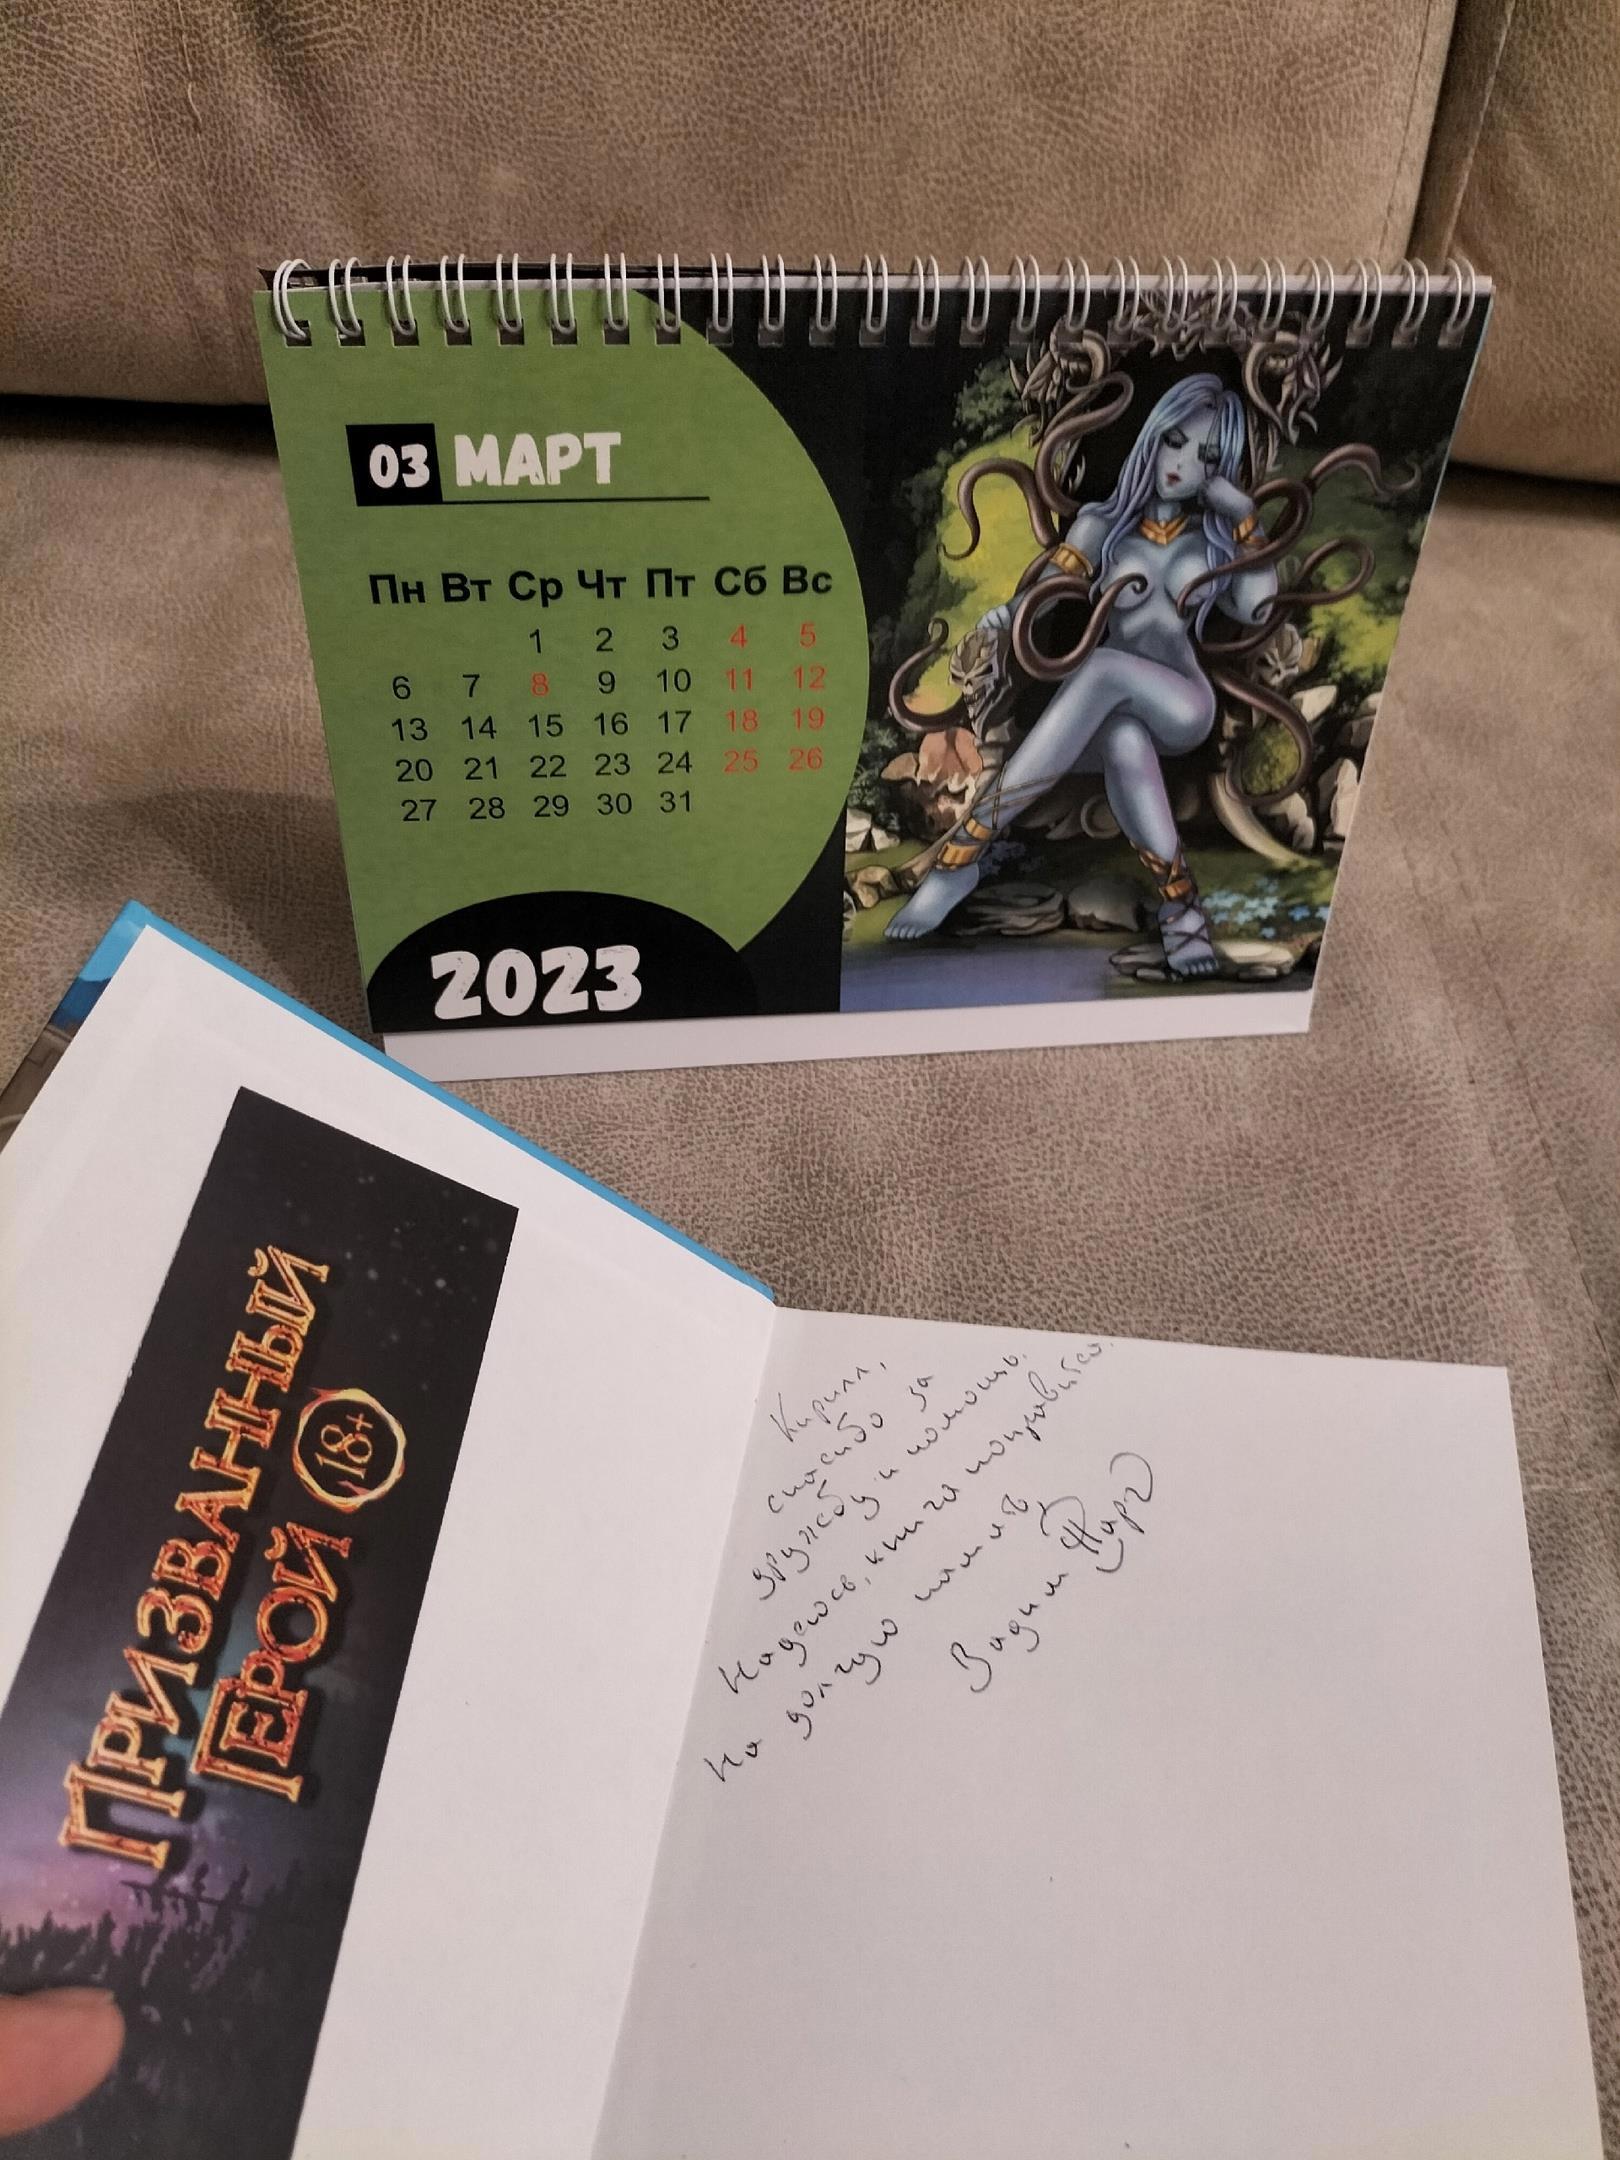 03 МАРТ
Пн Вт Ср Чт Пт Сб Вс
1 2 3 4 5
6 7 8 9 10 11 12
13 14 15 16 17 18 19
20 21 22 23 24 25 26
27 28 29 30 31
2023
ПРИЗВАННЫЙ
ГЕРОЙ
18+
Кирилл,
спасибо за
дружбу и помощь.
Надеюсь, книга понравится.
На долгую память
Вадим Фарг